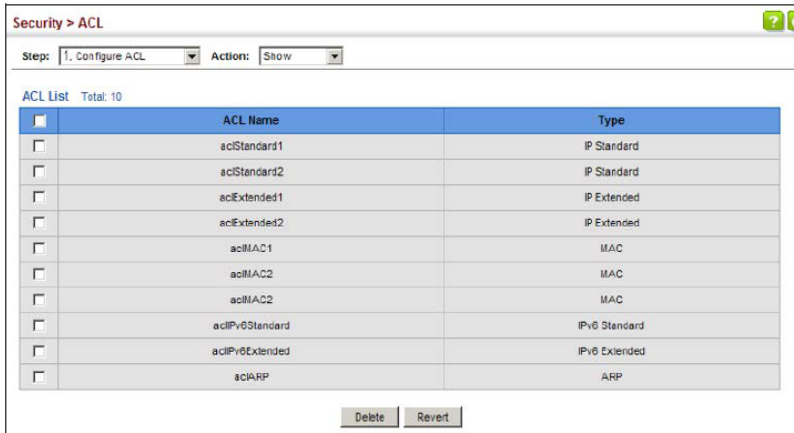 Security > ACL
?
Step: 1. Configure ACL Action: Show
ACL List Total: 10
ACL Name Type
aclStandard1 IP Standard
aclStandard2 IP Standard
aclExtended1 IP Extended
aclExtended2 IP Extended
aclMAC1 MAC
aclMAC2 MAC
aclMAC2 MAC
aclIPv6Standard IPv6 Standard
aclIPv6Extended IPv6 Extended
aclARP ARP
Delete Revert